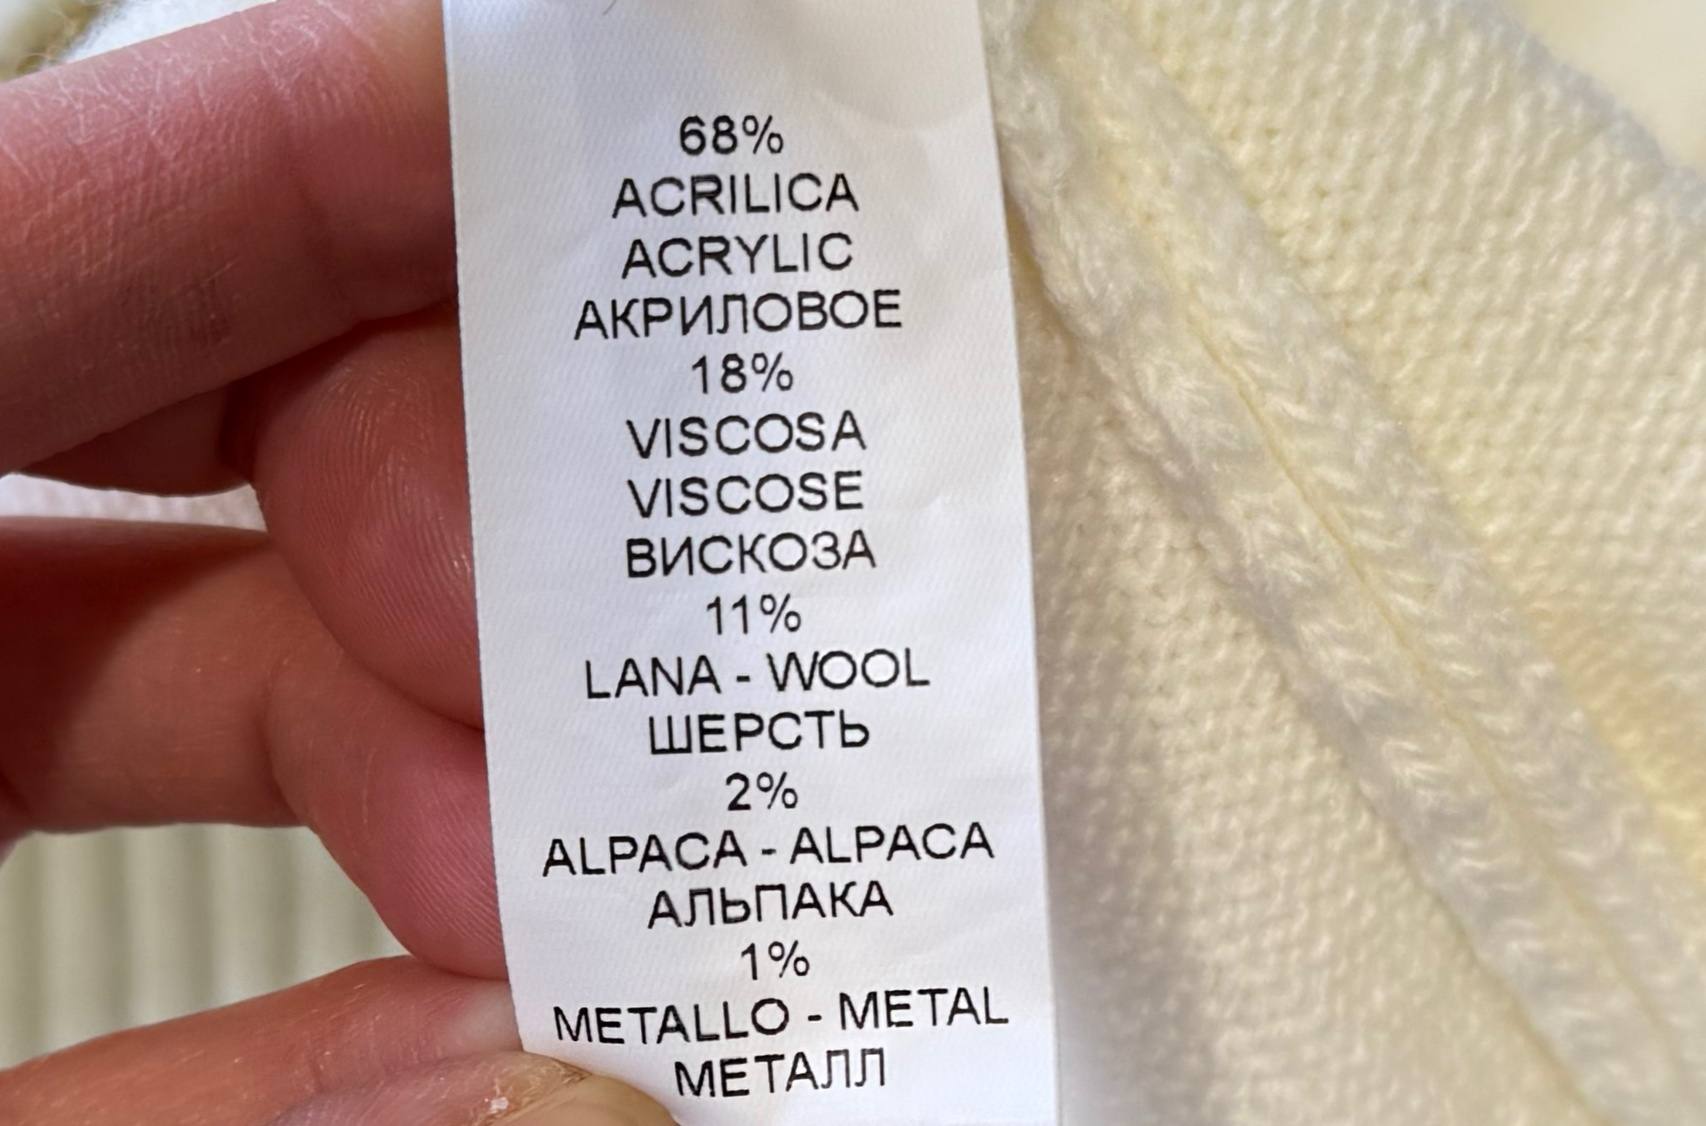 68%
ACRILICA
ACRYLIC
АКРИЛОВОЕ
18%
VISCOSA
VISCOSE
ВИСКОЗА
11%
LANA - WOOL
ШЕРСТЬ
2%
ALPACA - ALPACA
АЛЬПАКА
1%
METALLO - METAL
МЕТАЛЛ